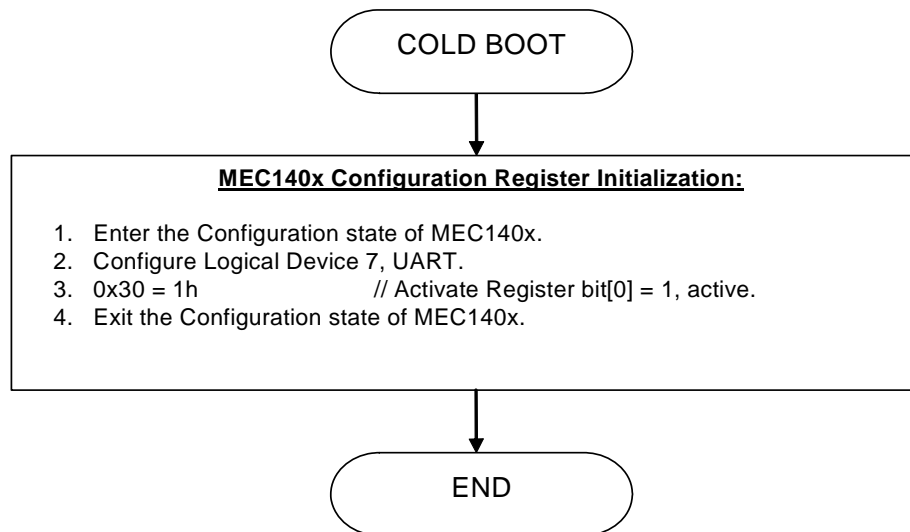 COLD BOOT
MEC140x Configuration Register Initialization:
1. Enter the Configuration state of MEC140x.
2. Configure Logical Device 7, UART.
3. 0x30 = 1h // Activate Register bit[0] = 1, active.
4. Exit the Configuration state of MEC140x.
END